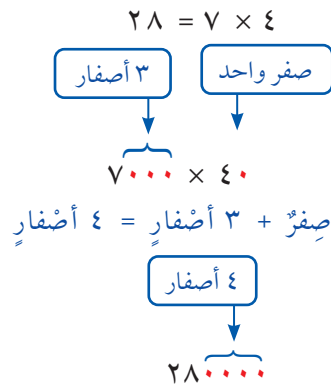 ٢٨ = ٧ × ٤
صفر واحد
٣ أصفار
٧٠٠٠ × ٤٠
صِفرٌ + ٣ أصْفارٍ = ٤ أصْفارٍ
٤ أصفار
٢٨٠٠٠٠